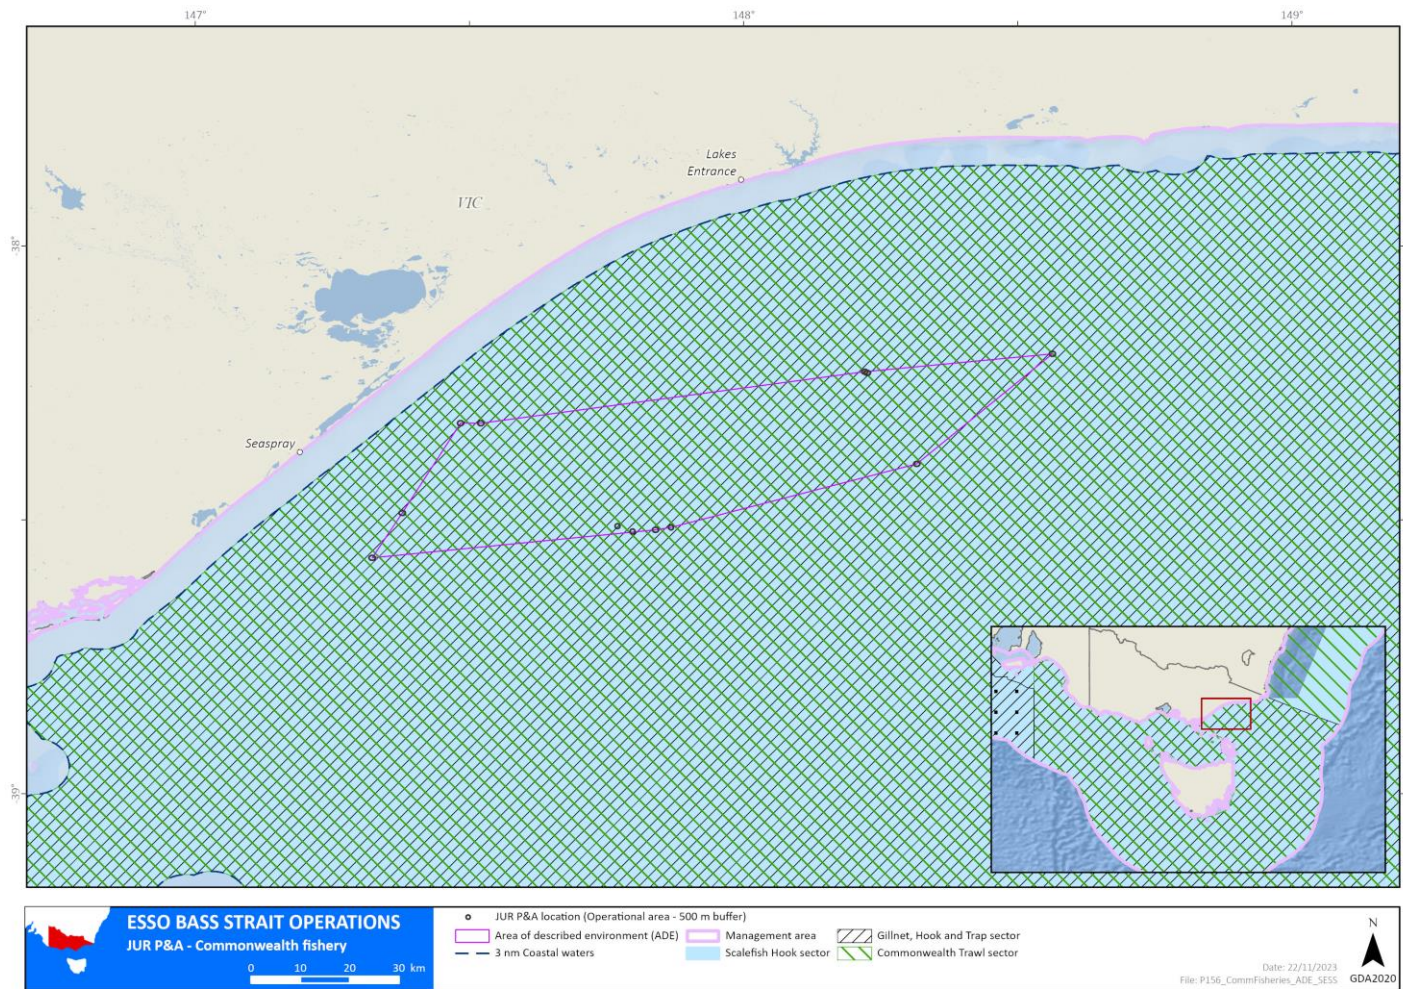 147°
148°
149°
Lakes
Entrance
VIC
38°
Seaspray
39°
ESSO BASS STRAIT OPERATIONS
JUR P&A - Commonwealth fishery
0 10 20 30 km
JUR P&A location (Operational area - 500 m buffer)
Area of described environment (ADE)
Management area
Gillnet, Hook and Trap sector
3 nm Coastal waters
Scalefish Hook sector
Commonwealth Trawl sector
N
GDA2020
Date: 22/11/2023
File: P156_CommFisheries_ADE_SESS